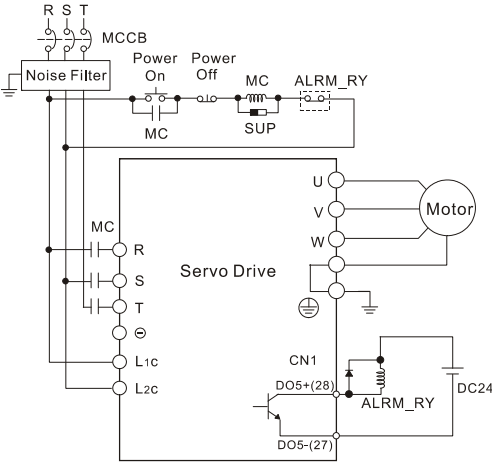 R S T
MCCB
Noise Filter
Power On
Power Off
MC
ALRM_RY
MC
SUP
MC
R
S
T
⊖
L1C
L2C
Servo Drive
U
V
W
Motor
CN1
DO5+(28)
DO5-(27)
ALRM_RY
DC24